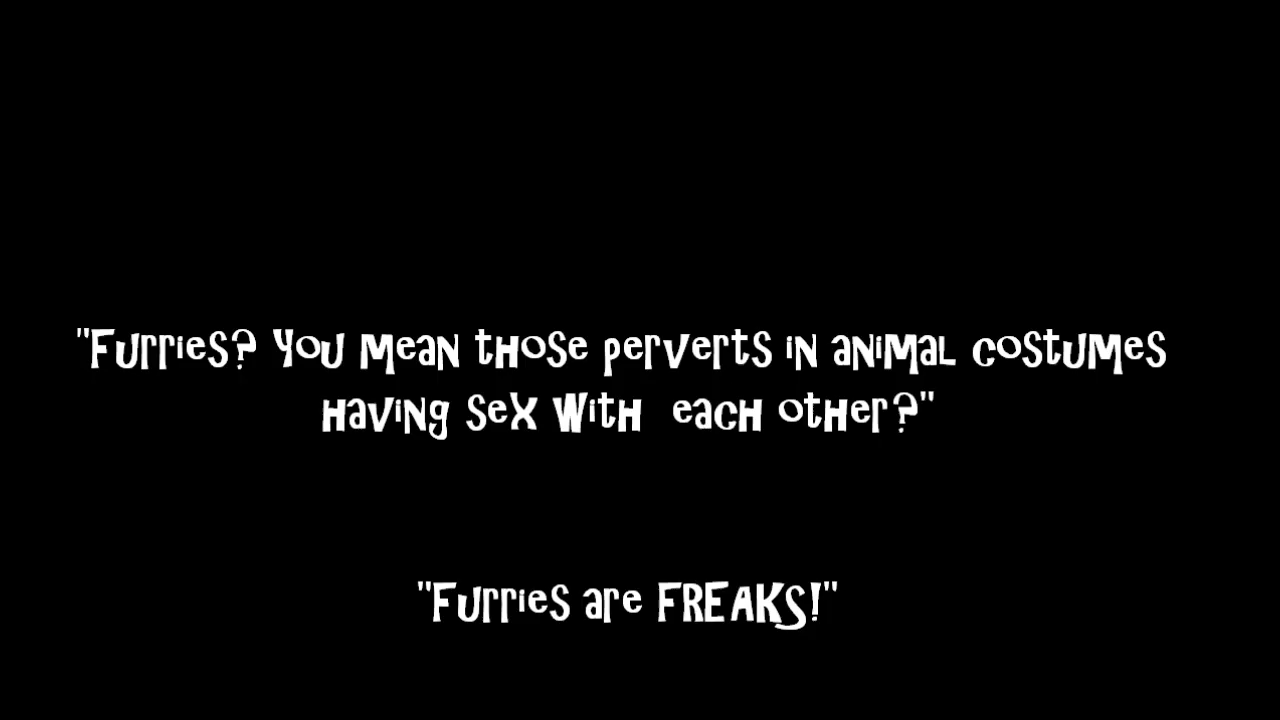 "Furries? You mean those perverts in animal costumes
having sex with each other?"
"Furries are FREAKS!"